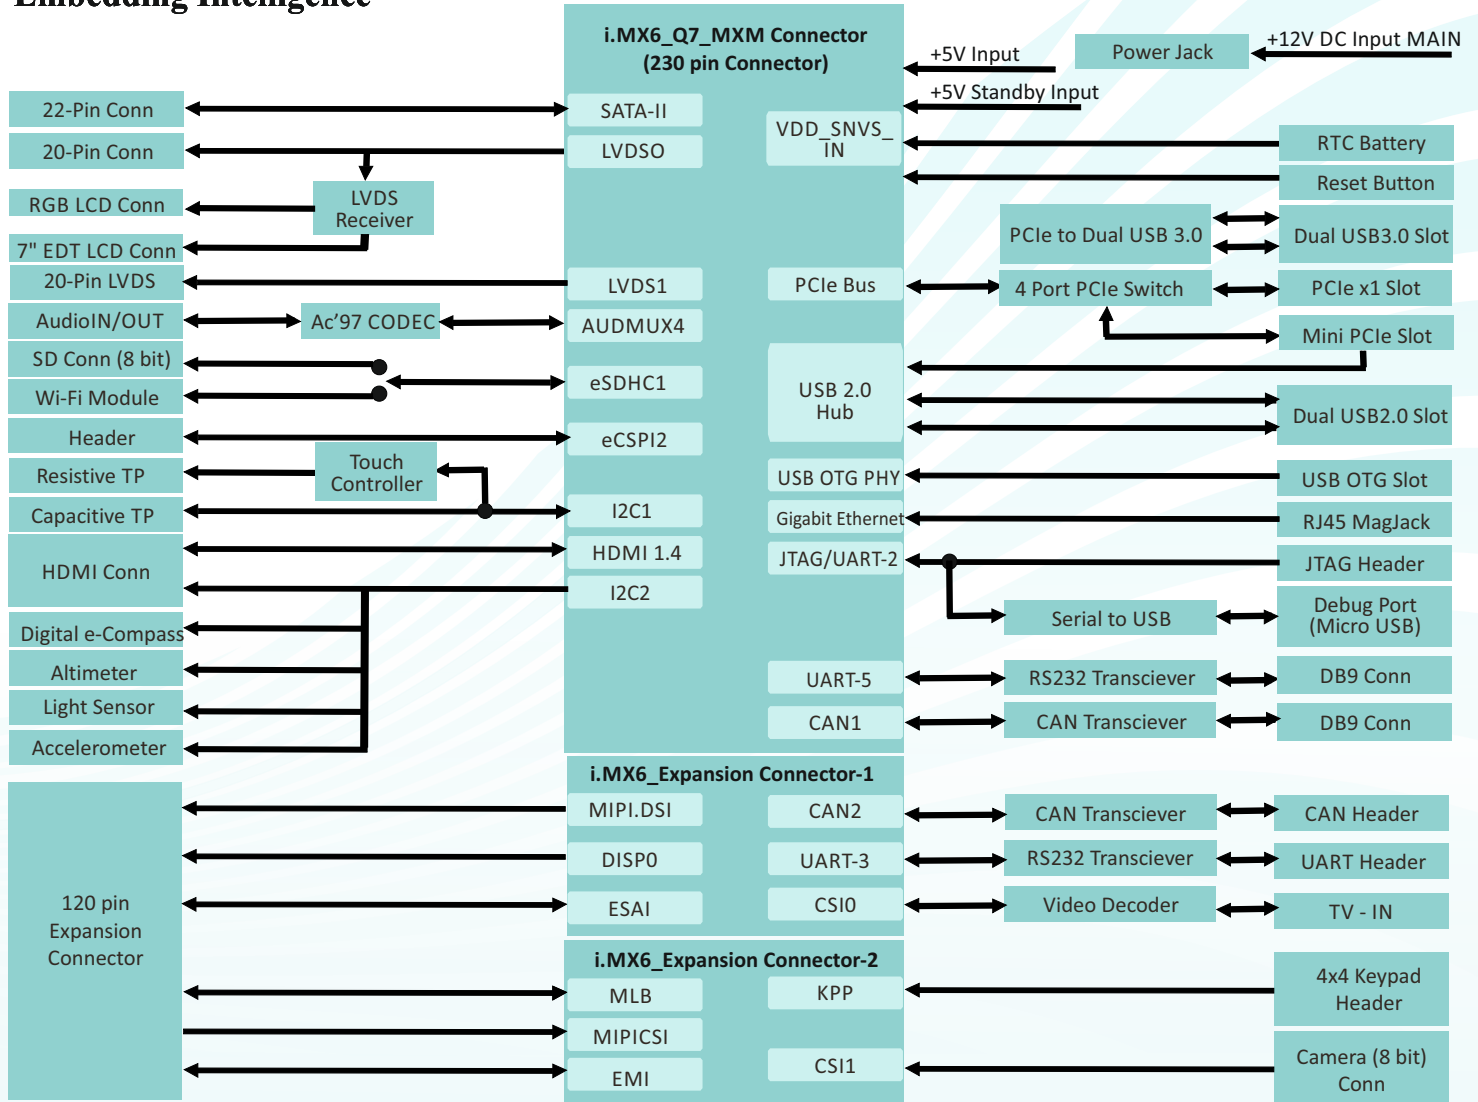 Embedding Intelligence
i.MX6_Q7_MXM Connector
(230 pin Connector)
+5V Input
Power Jack
+12V DC Input MAIN
+5V Standby Input
22-Pin Conn
SATA-II
VDD_SNVS_
IN
RTC Battery
20-Pin Conn
LVDSO
Reset Button
RGB LCD Conn
LVDS
Receiver
7" EDT LCD Conn
PCIe to Dual USB 3.0
Dual USB3.0 Slot
20-Pin LVDS
LVDS1
PCIe Bus
4 Port PCIe Switch
PCIe x1 Slot
AudioIN/OUT
Ac’97 CODEC
AUDMUX4
Mini PCIe Slot
SD Conn (8 bit)
Wi-Fi Module
eSDHC1
USB 2.0
Hub
Dual USB2.0 Slot
Header
eCSPI2
Resistive TP
Touch
Controller
USB OTG PHY
USB OTG Slot
Capacitive TP
I2C1
Gigabit Ethernet
RJ45 MagJack
HDMI Conn
HDMI 1.4
JTAG/UART-2
JTAG Header
I2C2
Digital e-Compass
Serial to USB
Debug Port
(Micro USB)
Altimeter
UART-5
RS232 Transciever
DB9 Conn
Light Sensor
CAN1
CAN Transciever
DB9 Conn
Accelerometer
i.MX6_Expansion Connector-1
MIPI.DSI
CAN2
CAN Transciever
CAN Header
DISP0
UART-3
RS232 Transciever
UART Header
120 pin
Expansion
Connector
ESAI
CSI0
Video Decoder
TV - IN
i.MX6_Expansion Connector-2
MLB
KPP
4x4 Keypad
Header
MIPICSI
EMI
CSI1
Camera (8 bit)
Conn